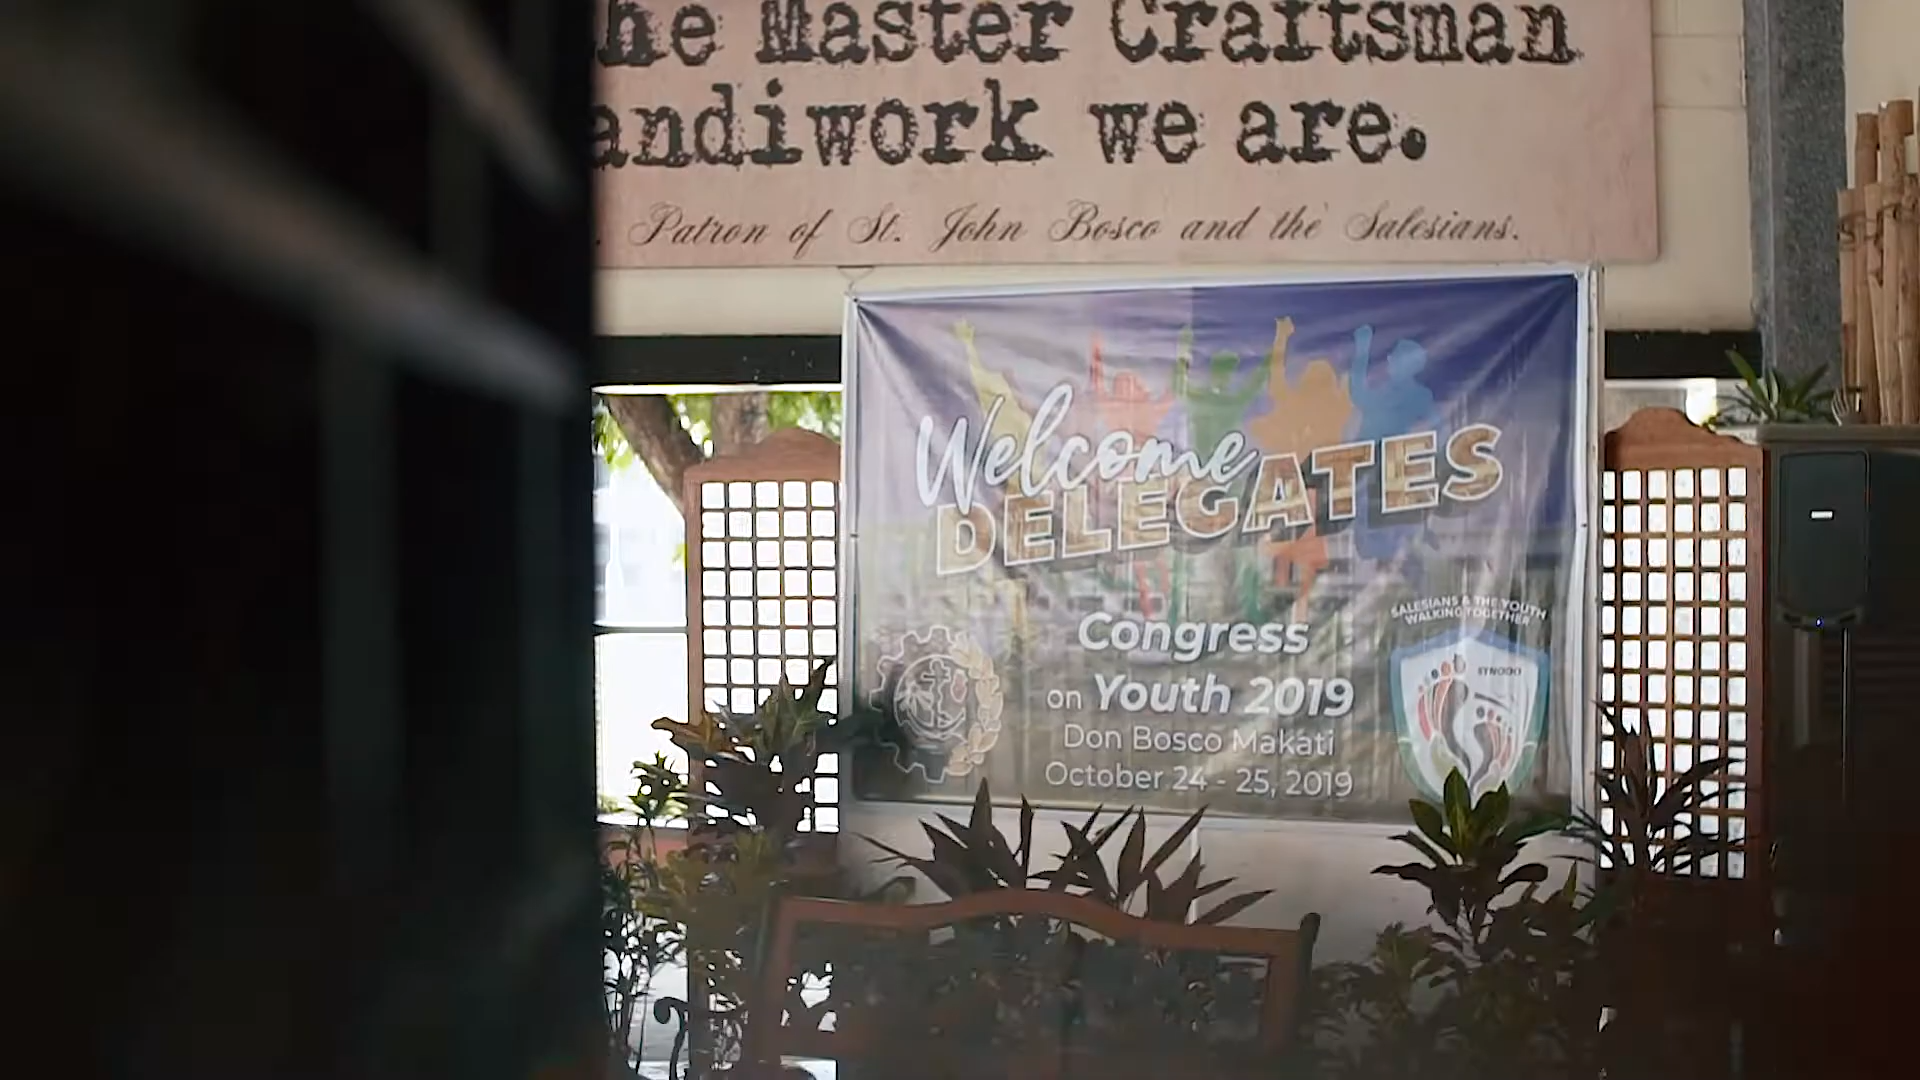 he Master Craftsman
andiwork we are.
. Patron of St. John Bosco and the Salesians.
Welcome
DELEGATES
SALESIANS & THE YOUTH
WALKING TOGETHER
Congress
on Youth 2019
Don Bosco Makati
October 24 - 25, 2019
SYNODO